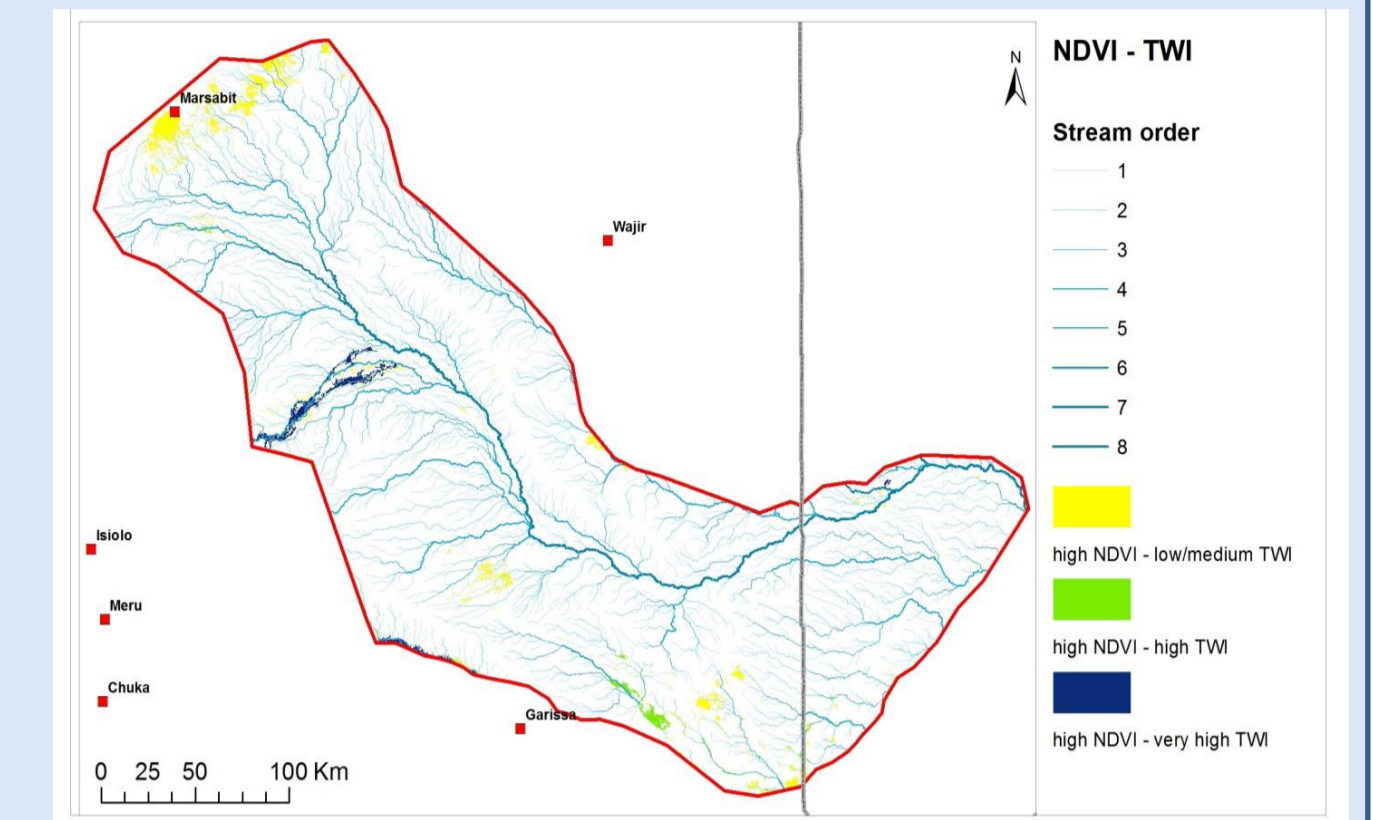 NDVI - TWI
N
Stream order
1
2
3
4
5
6
7
8
high NDVI - low/medium TWI
high NDVI - high TWI
high NDVI - very high TWI
Marsabit
Wajir
Isiolo
Meru
Chuka
Garissa
0 25 50 100 Km